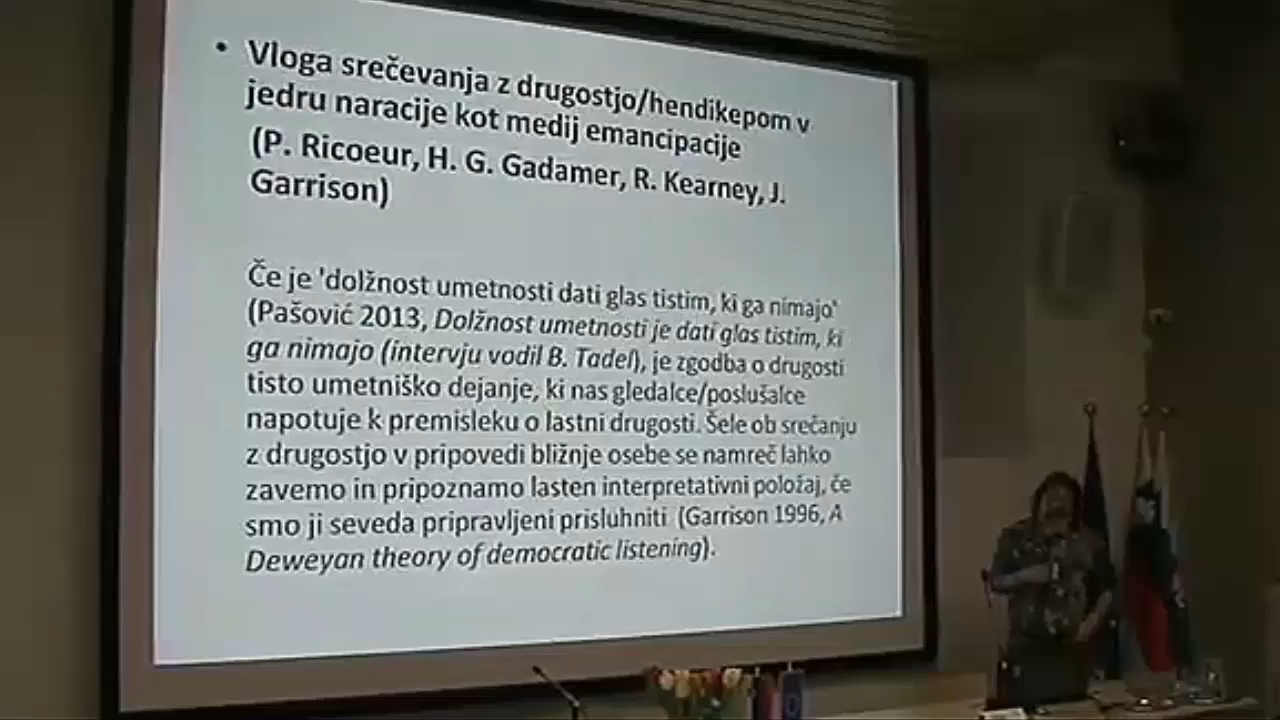 • Vloga srečevanja z drugostjo/hendikepom v
jedru naracije kot medij emancipacije
(P. Ricoeur, H. G. Gadamer, R. Kearney, J.
Garrison)
Če je 'dolžnost umetnosti dati glas tistim, ki ga nimajo'
(Pašović 2013, Dolžnost umetnosti je dati glas tistim, ki
ga nimajo (intervju vodil B. Tadel), je zgodba o drugosti
tisto umetniško dejanje, ki nas gledalce/poslušalce
napotuje k premisleku o lastni drugosti. Šele ob srečanju
z drugostjo v pripovedi bližnje osebe se namreč lahko
zavemo in pripoznamo lasten interpretativni položaj, če
smo ji seveda pripravljeni prisluhniti (Garrison 1996, A
Deweyan theory of democratic listening).